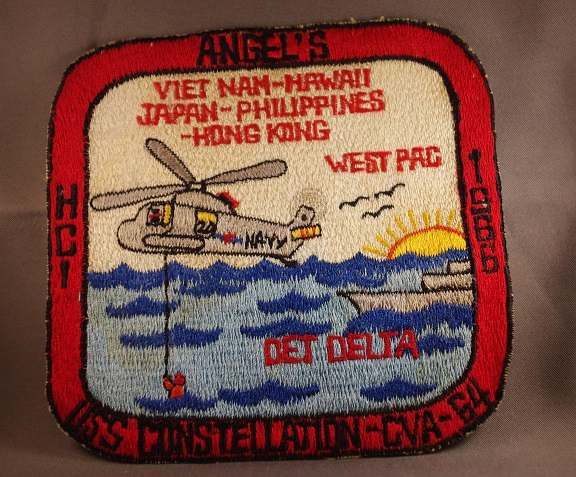 ANGEL'S
VIET NAM-HAWAII
JAPAN-PHILIPPINES
-HONG KONG
WEST PAC
HC1
1966
NAVY
DET DELTA
USS CONSTELLATION-CVA-64